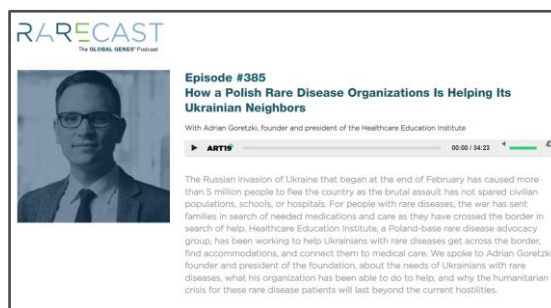 RARECAST
The GLOBAL GENES® Podcast
Episode #385
How a Polish Rare Disease Organizations Is Helping Its
Ukrainian Neighbors
With Adrian Goretzki, founder and president of the Healthcare Education Institute
ART19
00:00 / 34:23
The Russian invasion of Ukraine that began at the end of February has caused more
than 5 million people to flee the country as the brutal assault has not spared civilian
populations, schools, or hospitals. For people with rare diseases, the war has sent
families in search of needed medications and care as they have crossed the border in
search of help. Healthcare Education Institute, a Poland-base rare disease advocacy
group, has been working to help Ukrainians with rare diseases get across the border,
find accommodations, and connect them to medical care. We spoke to Adrian Goretzki
founder and president of the foundation, about the needs of Ukrainians with rare
diseases, what his organization has been able to do to help, and why the humanitarian
crisis for these rare disease patients will last beyond the current hostilities.